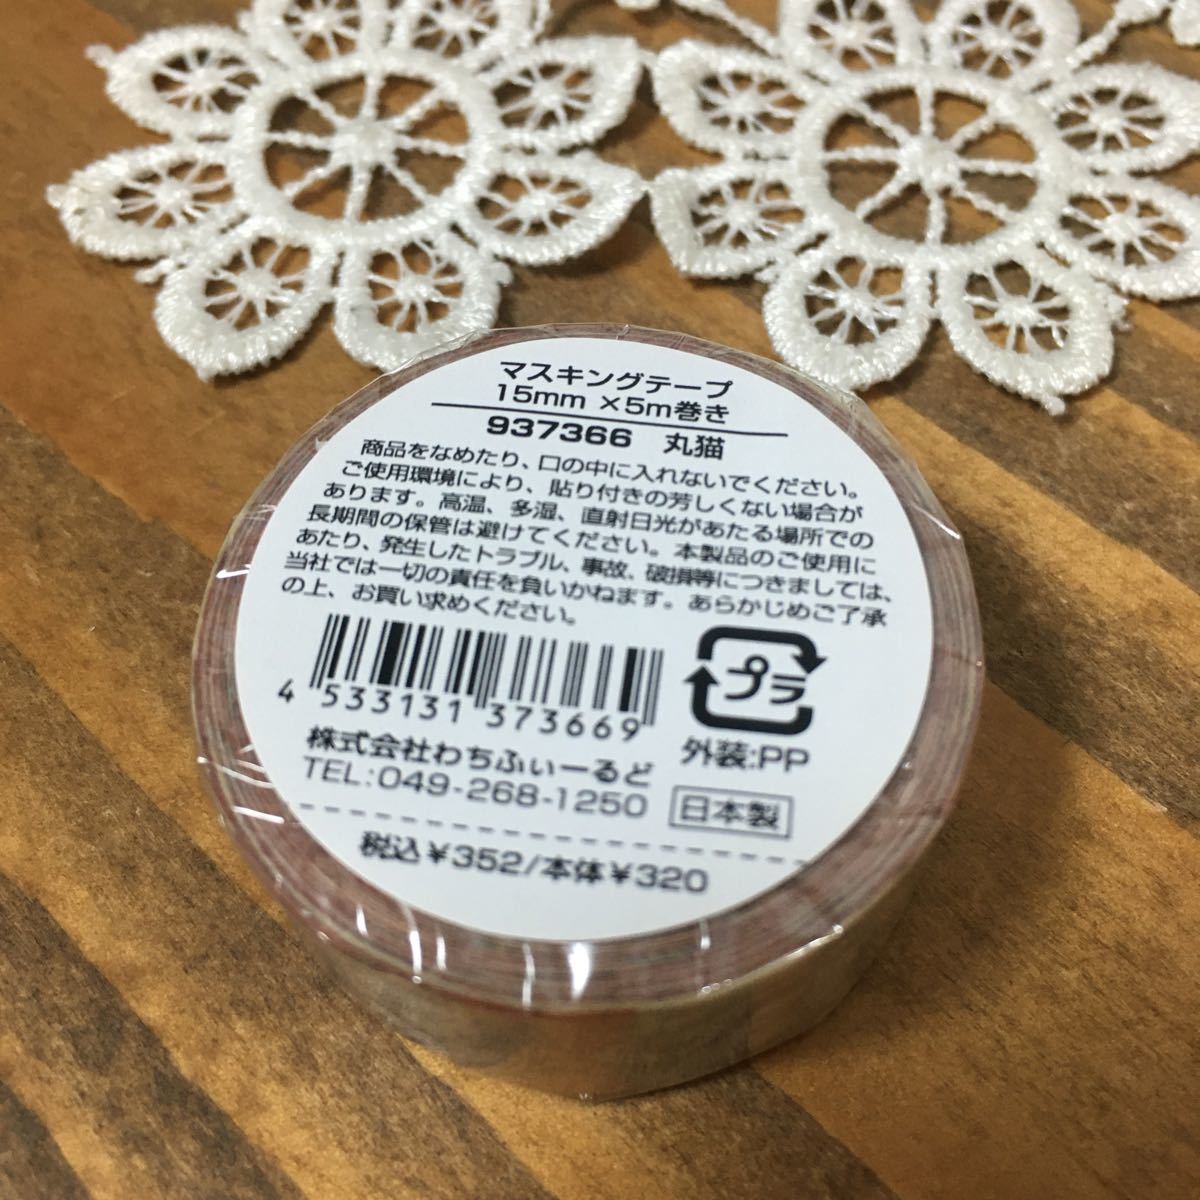 マスキングテープ
15mm ×5m巻き
937366 丸猫
商品をなめたり、口の中に入れないでください。
ご使用環境により、貼り付きの芳しくない場合が
あります。高温、多湿、直射日光があたる場所での
長期間の保管は避けてください。本製品のご使用に
あたり、発生したトラブル、事故、破損等につきましては、
当社では一切の責任を負いかねます。あらかじめご了承
の上、お買い求めください。
4 533131 373669
プラ
外装:PP
株式会社わちふぃーるど
TEL:049-268-1250
日本製
税込¥352/本体¥320